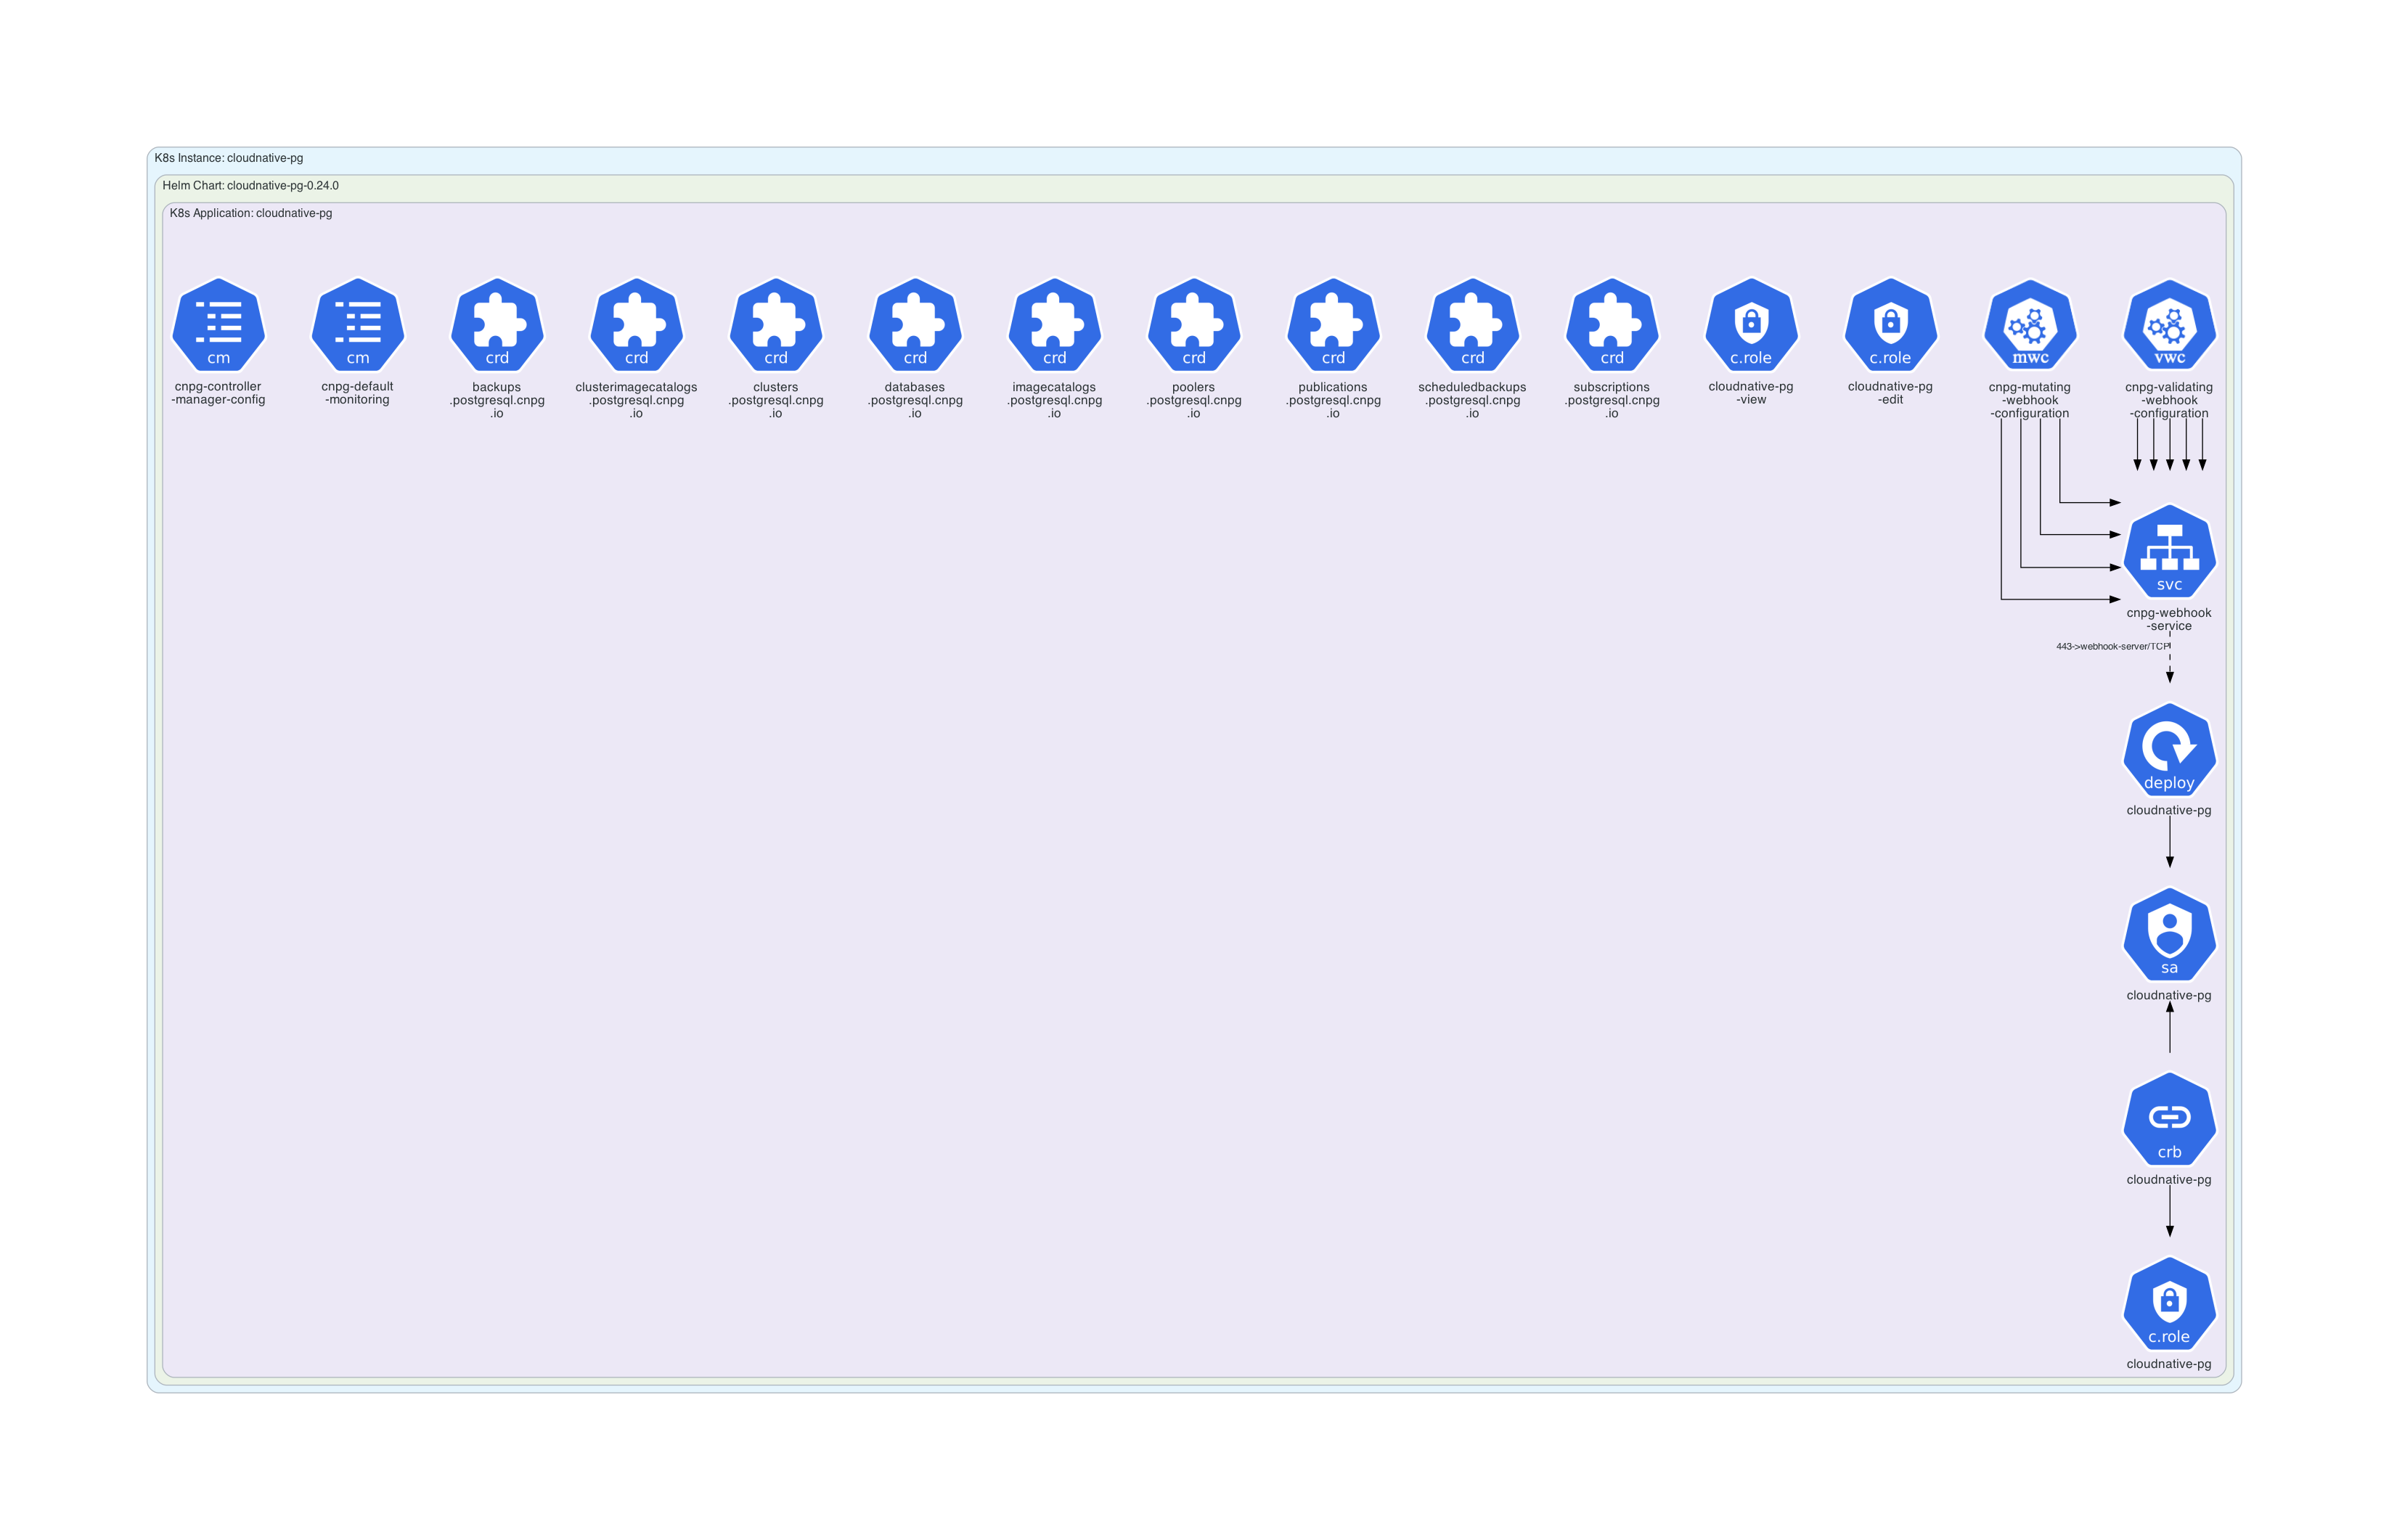 K8s Instance: cloudnative-pg
Helm Chart: cloudnative-pg-0.24.0
K8s Application: cloudnative-pg
cm
cnpg-controller
-manager-config
cm
cnpg-default
-monitoring
crd
backups
.postgresql.cnpg
.io
crd
clusterimagecatalogs
.postgresql.cnpg
.io
crd
clusters
.postgresql.cnpg
.io
crd
databases
.postgresql.cnpg
.io
crd
imagecatalogs
.postgresql.cnpg
.io
crd
poolers
.postgresql.cnpg
.io
crd
publications
.postgresql.cnpg
.io
crd
scheduledbackups
.postgresql.cnpg
.io
crd
subscriptions
.postgresql.cnpg
.io
c.role
cloudnative-pg
-view
c.role
cloudnative-pg
-edit
mwc
cnpg-mutating
-webhook
-configuration
vwc
cnpg-validating
-webhook
-configuration
svc
cnpg-webhook
-service
443->webhook-server/TCP
deploy
cloudnative-pg
sa
cloudnative-pg
crb
cloudnative-pg
c.role
cloudnative-pg